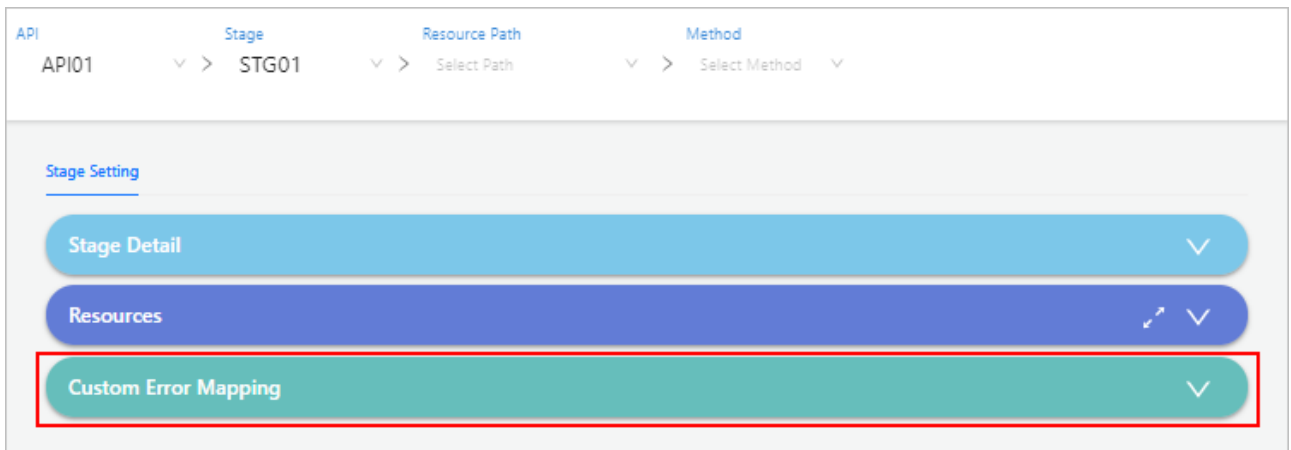 API Stage Resource Path Method
API01 > STG01 > Select Path > Select Method
Stage Setting
Stage Detail
Resources
Custom Error Mapping